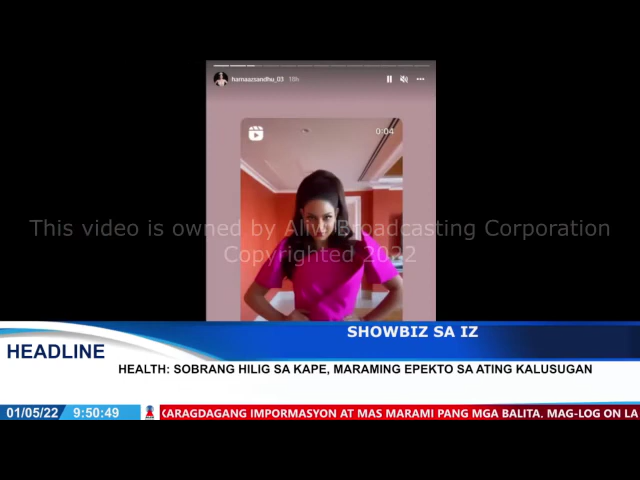 harnaazsandhu_03 18h
0:04
This video is owned by Aliw Broadcasting Corporation
Copyrighted 2022
SHOWBIZ SA IZ
HEADLINE
HEALTH: SOBRANG HILIG SA KAPE, MARAMING EPEKTO SA ATING KALUSUGAN
01/05/22 9:50:49 KARAGDAGANG IMPORMASYON AT MAS MARAMI PANG MGA BALITA. MAG-LOG ON LA